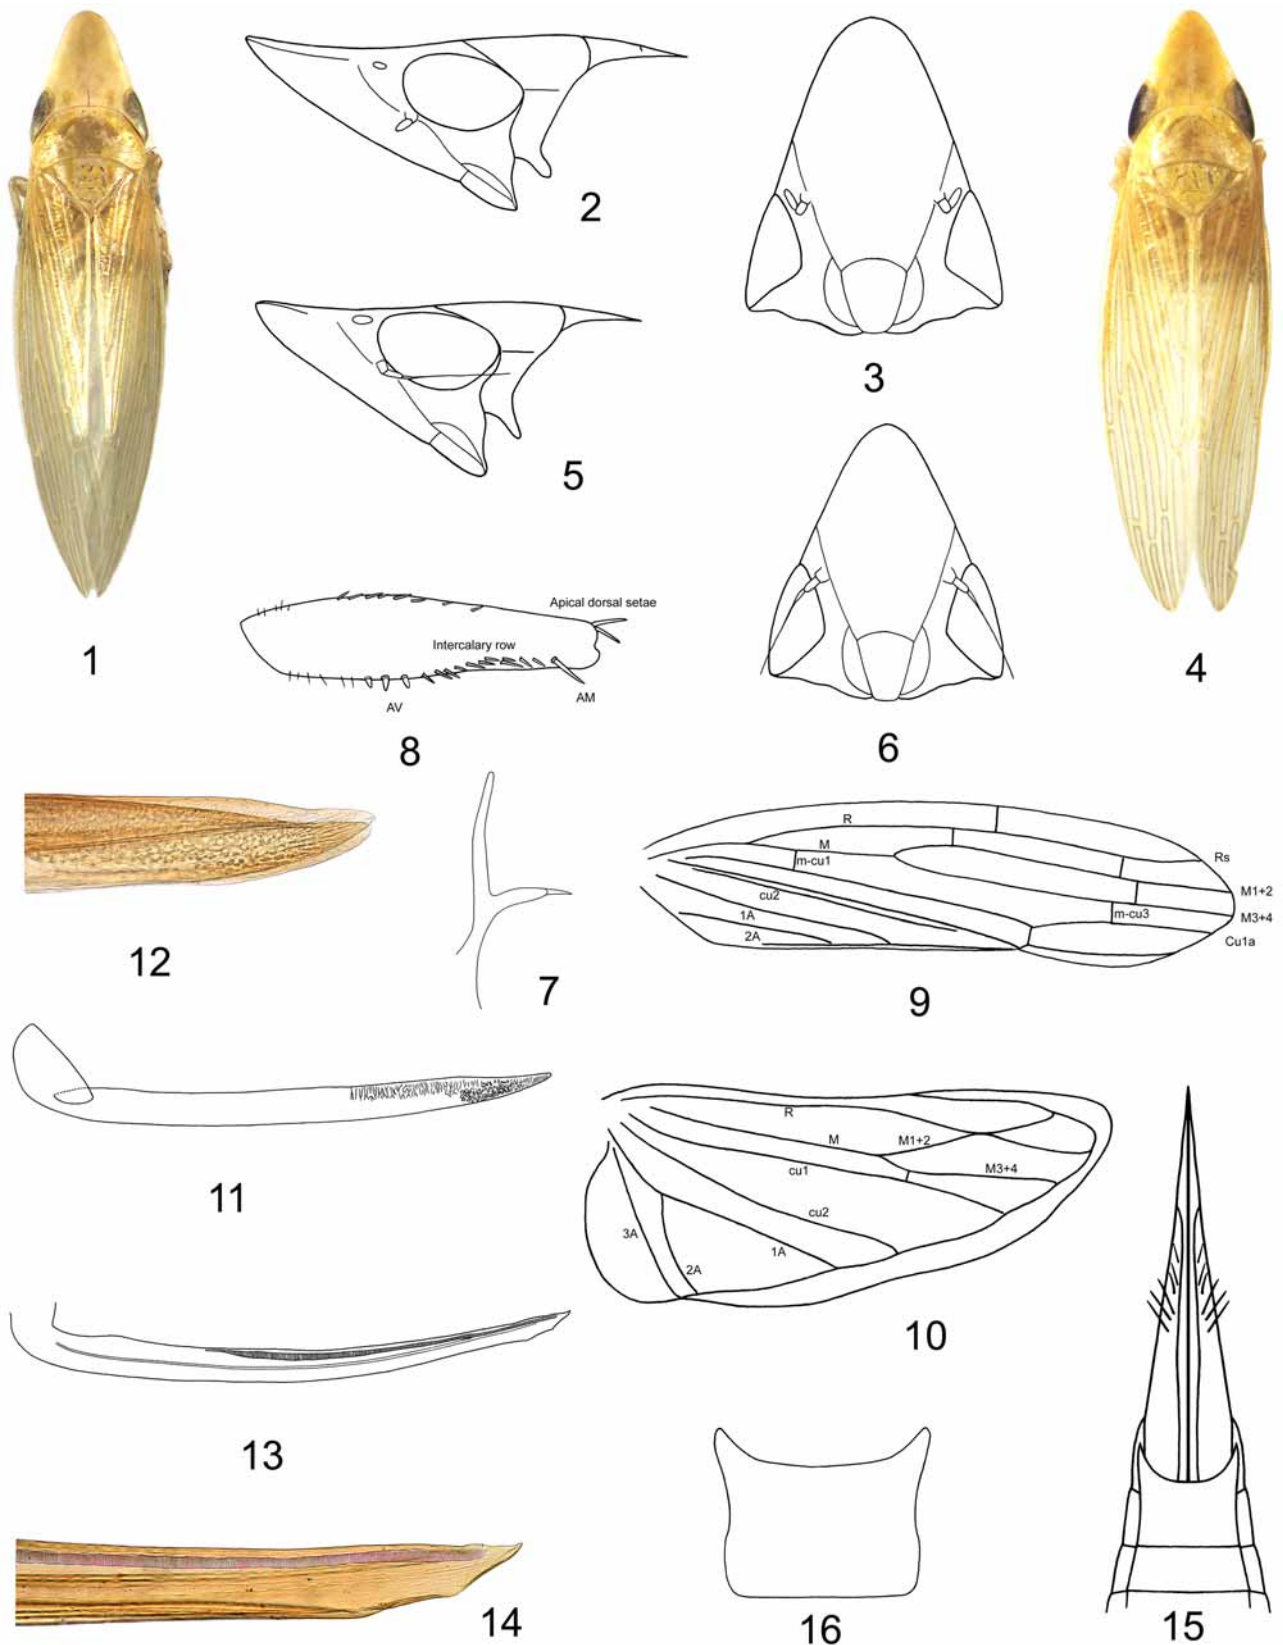 1
2
3
4
5
6
Apical dorsal setae
Intercalary row
AV
AM
8
12
7
R
M
m-cu1
cu2
1A
2A
Rs
M1+2
M3+4
m-cu3
Cu1a
9
11
R
M
M1+2
M3+4
cu1
cu2
3A
2A
1A
10
13
14
16
15